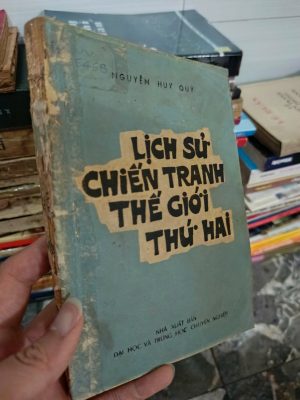 NGUYỄN HUY QUÝ
LỊCH SỬ
CHIẾN TRANH
THẾ GIỚI
THỨ HAI
NHÀ XUẤT BẢN
ĐẠI HỌC VÀ TRUNG HỌC CHUYÊN NGHIỆP